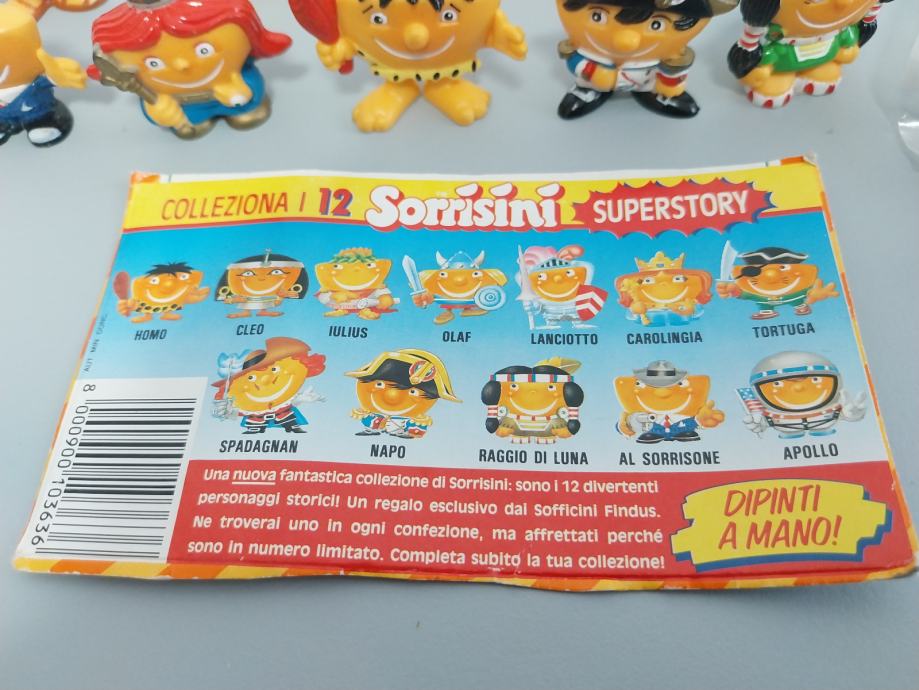 COLLEZIONA I 12 Sorrisini SUPERSTORY
HOMO
CLEO
IULIUS
OLAF
LANCIOTTO
CAROLINGIA
TORTUGA
SPADAGNAN
NAPO
RAGGIO DI LUNA
AL SORRISONE
APOLLO
AUT. MIN. CONC.
8 000900 103636
Una nuova fantastica collezione di Sorrisini: sono i 12 divertenti
personaggi storici! Un regalo esclusivo dai Sofficini Findus.
Ne troverai uno in ogni confezione, ma affrettati perché
sono in numero limitato. Completa subito la tua collezione!
DIPINTI
A MANO!